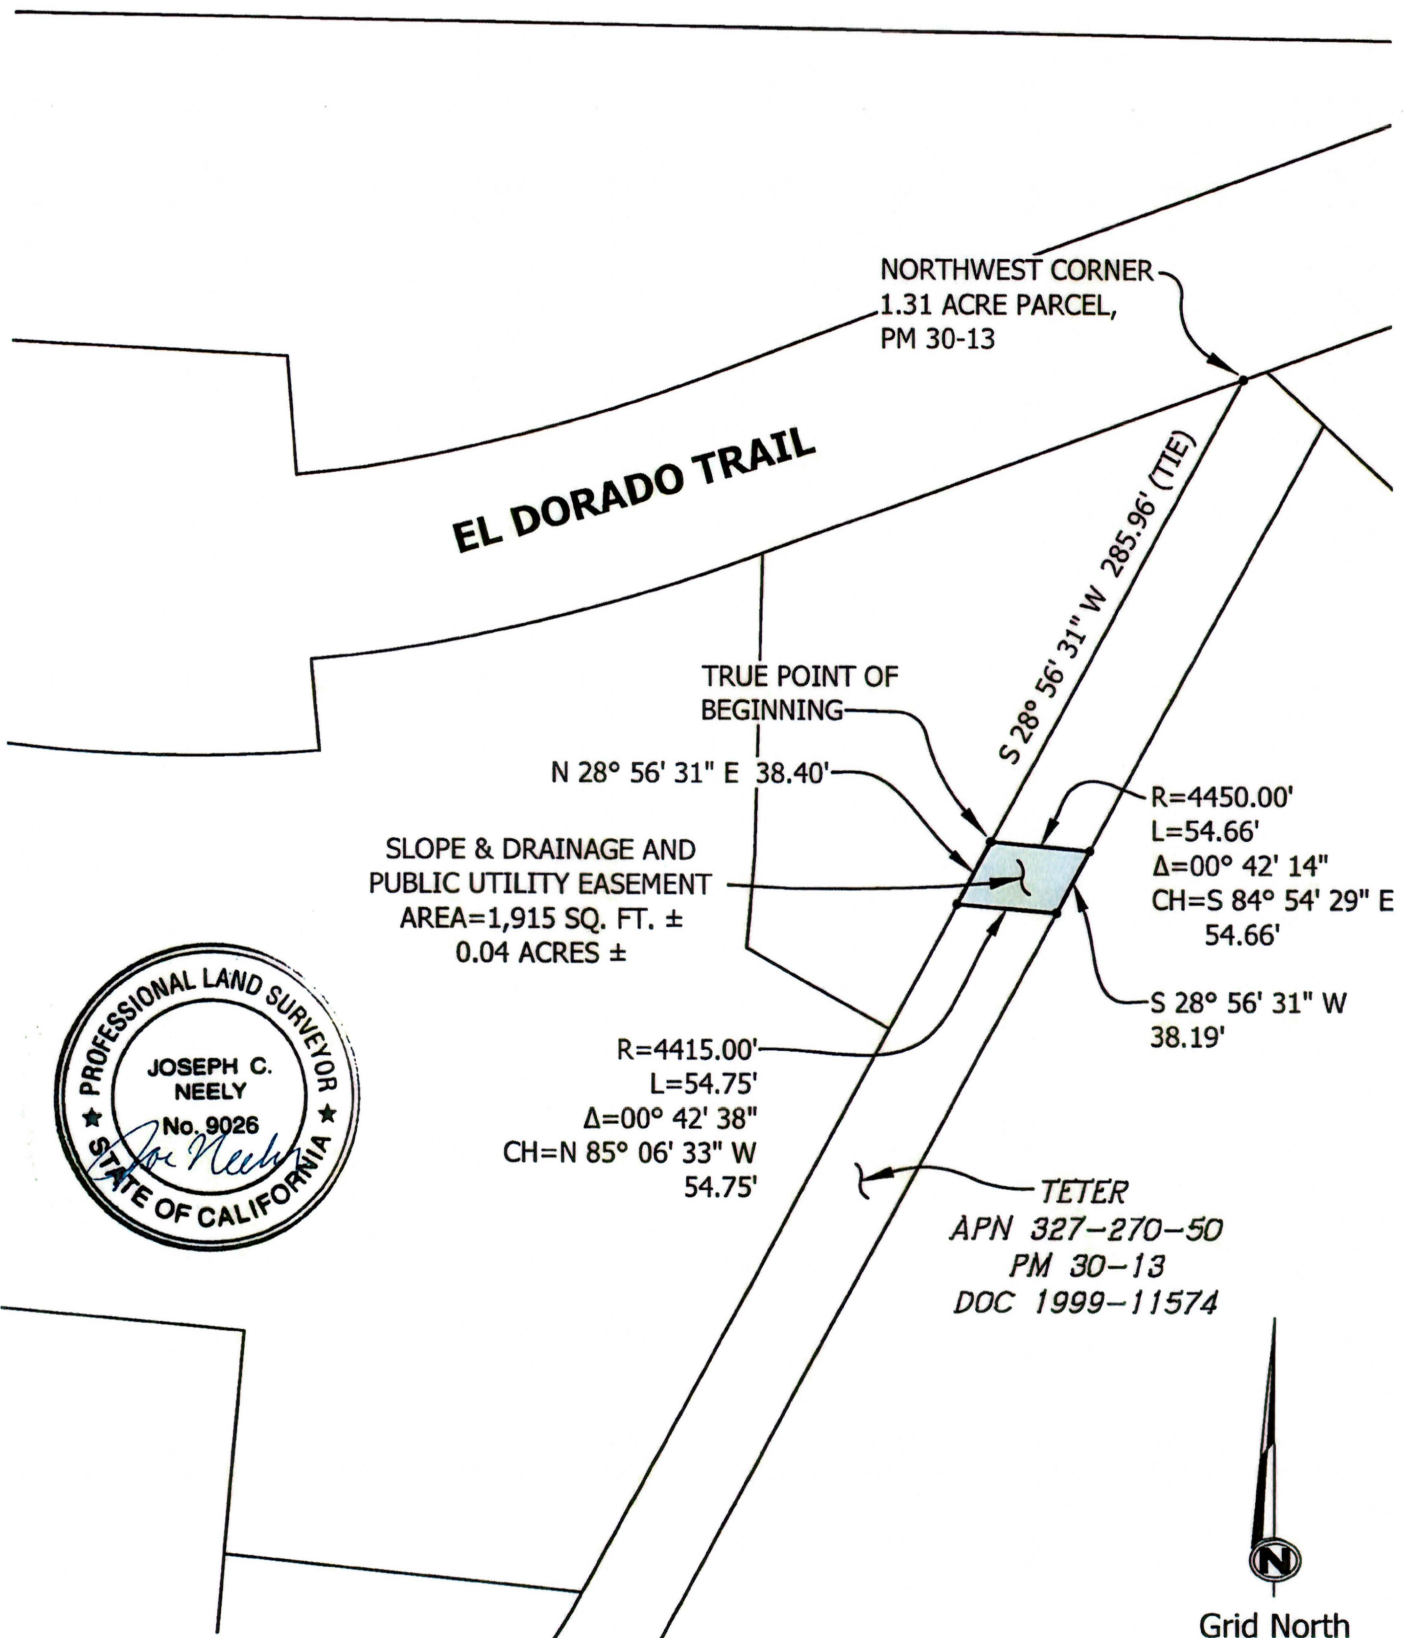 NORTHWEST CORNER
1.31 ACRE PARCEL,
PM 30-13
EL DORADO TRAIL
S 28° 56' 31" W 285.96' (TIE)
TRUE POINT OF
BEGINNING
N 28° 56' 31" E 38.40'
R=4450.00'
L=54.66'
Δ=00° 42' 14"
CH=S 84° 54' 29" E
54.66'
SLOPE & DRAINAGE AND
PUBLIC UTILITY EASEMENT
AREA=1,915 SQ. FT. ±
0.04 ACRES ±
S 28° 56' 31" W
38.19'
R=4415.00'
L=54.75'
Δ=00° 42' 38"
CH=N 85° 06' 33" W
54.75'
PROFESSIONAL LAND SURVEYOR
JOSEPH C.
NEELY
No. 9026
Joe Neely
STATE OF CALIFORNIA
TETER
APN 327-270-50
PM 30-13
DOC 1999-11574
N
Grid North